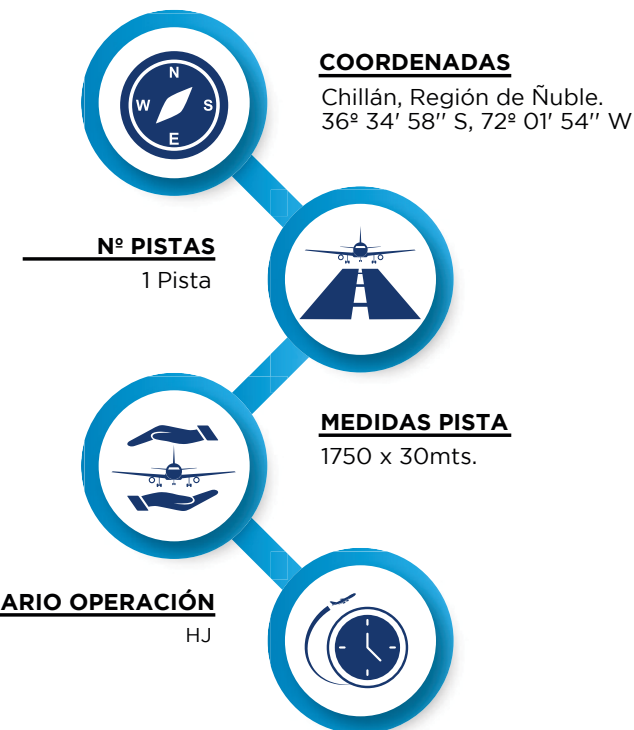 COORDENADAS
Chillán, Región de Ñuble.
36º 34' 58'' S, 72º 01' 54'' W
N
W
S
E
Nº PISTAS
1 Pista
MEDIDAS PISTA
1750 x 30mts.
ARIO OPERACIÓN
HJ